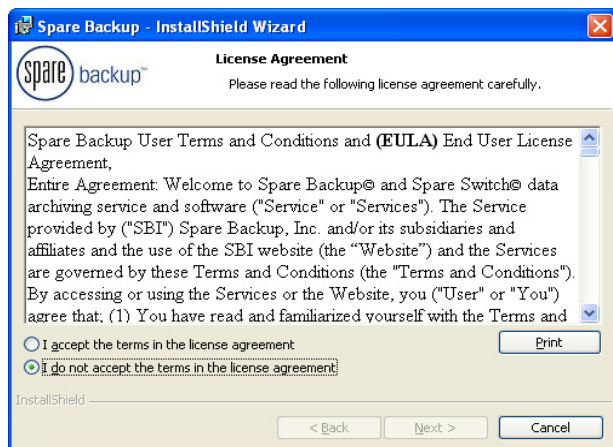 Spare Backup - InstallShield Wizard
spare backup™
License Agreement
Please read the following license agreement carefully.
Spare Backup User Terms and Conditions and (EULA) End User License
Agreement,
Entire Agreement: Welcome to Spare Backup© and Spare Switch© data
archiving service and software ("Service" or "Services"). The Service
provided by ("SBI") Spare Backup, Inc. and/or its subsidiaries and
affiliates and the use of the SBI website (the “Website”) and the Services
are governed by these Terms and Conditions (the "Terms and Conditions").
By accessing or using the Services or the Website, you ("User" or "You")
agree that; (1) You have read and familiarized yourself with the Terms and
I accept the terms in the license agreement
Print
I do not accept the terms in the license agreement
InstallShield
< Back
Next >
Cancel